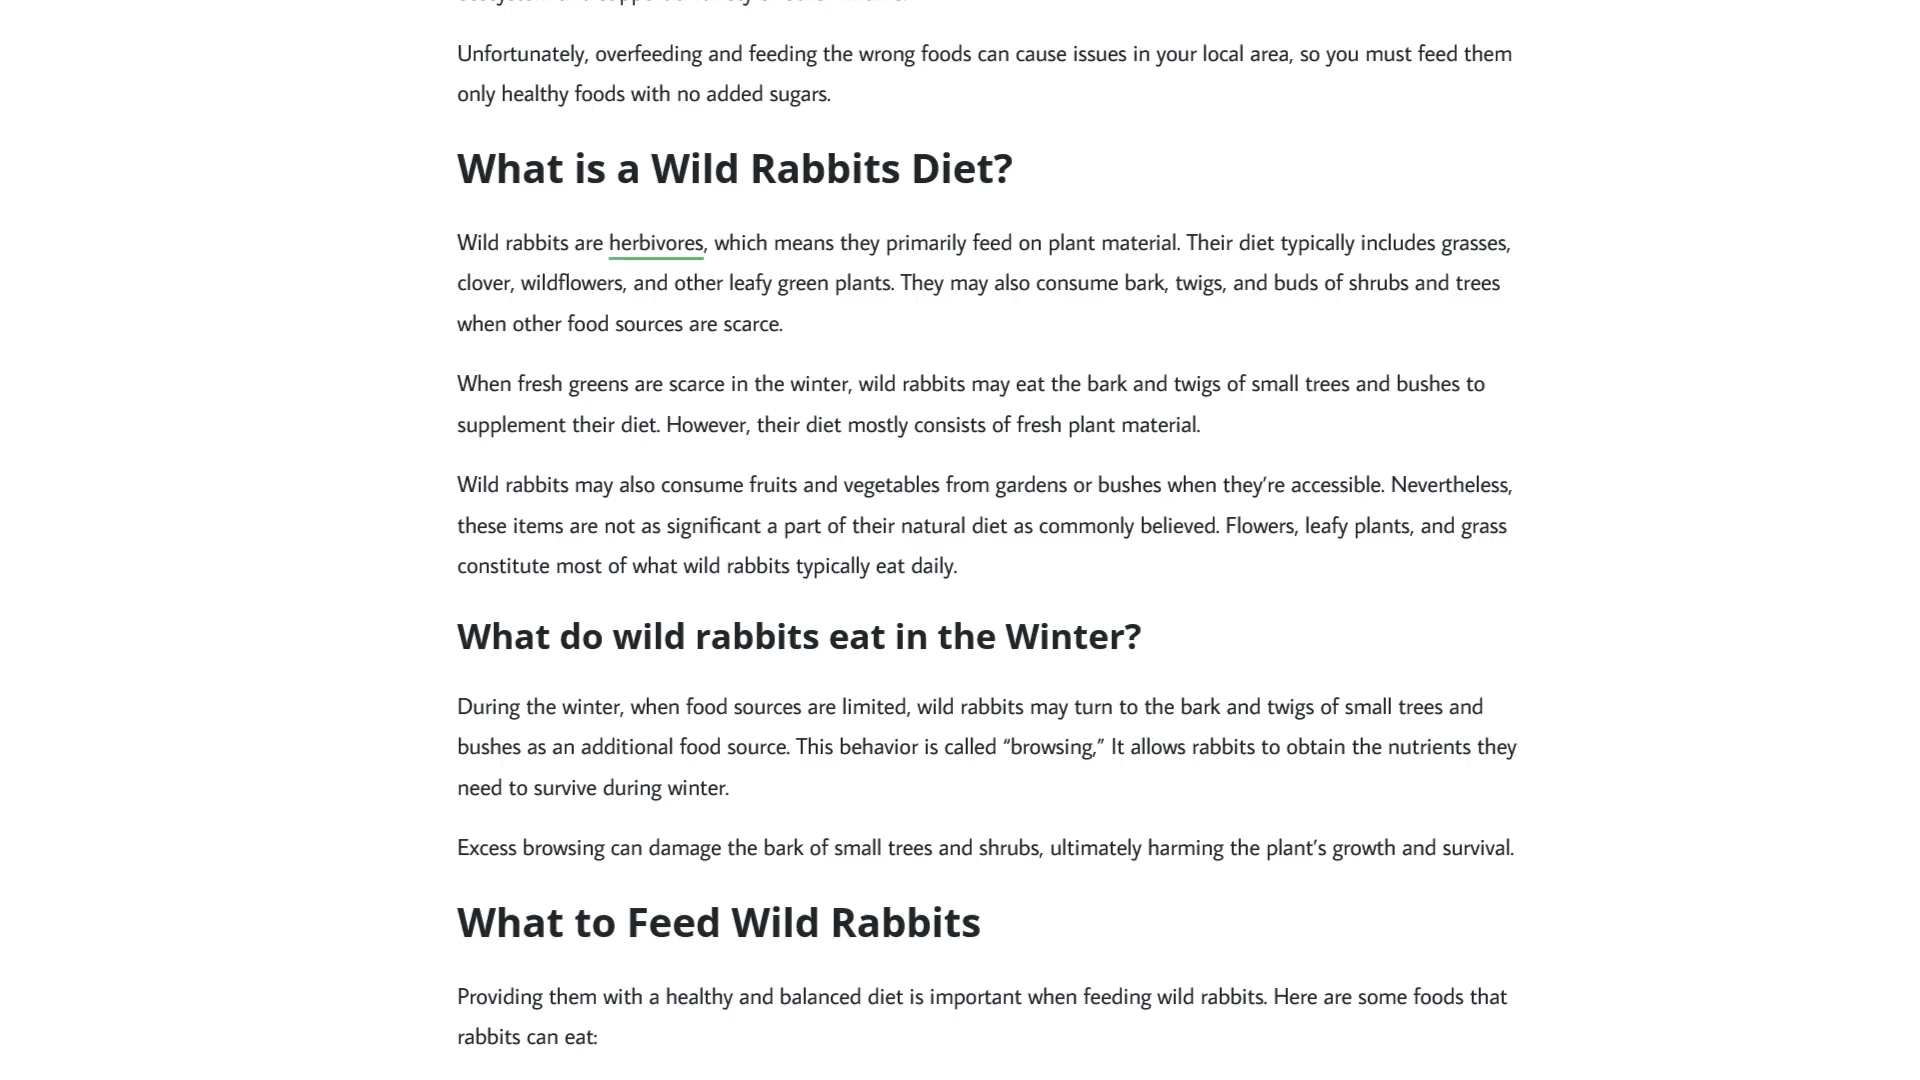 Unfortunately, overfeeding and feeding the wrong foods can cause issues in your local area, so you must feed them
only healthy foods with no added sugars.
What is a Wild Rabbits Diet?
Wild rabbits are herbivores, which means they primarily feed on plant material. Their diet typically includes grasses,
clover, wildflowers, and other leafy green plants. They may also consume bark, twigs, and buds of shrubs and trees
when other food sources are scarce.
When fresh greens are scarce in the winter, wild rabbits may eat the bark and twigs of small trees and bushes to
supplement their diet. However, their diet mostly consists of fresh plant material.
Wild rabbits may also consume fruits and vegetables from gardens or bushes when they’re accessible. Nevertheless,
these items are not as significant a part of their natural diet as commonly believed. Flowers, leafy plants, and grass
constitute most of what wild rabbits typically eat daily.
What do wild rabbits eat in the Winter?
During the winter, when food sources are limited, wild rabbits may turn to the bark and twigs of small trees and
bushes as an additional food source. This behavior is called “browsing,” It allows rabbits to obtain the nutrients they
need to survive during winter.
Excess browsing can damage the bark of small trees and shrubs, ultimately harming the plant’s growth and survival.
What to Feed Wild Rabbits
Providing them with a healthy and balanced diet is important when feeding wild rabbits. Here are some foods that
rabbits can eat: